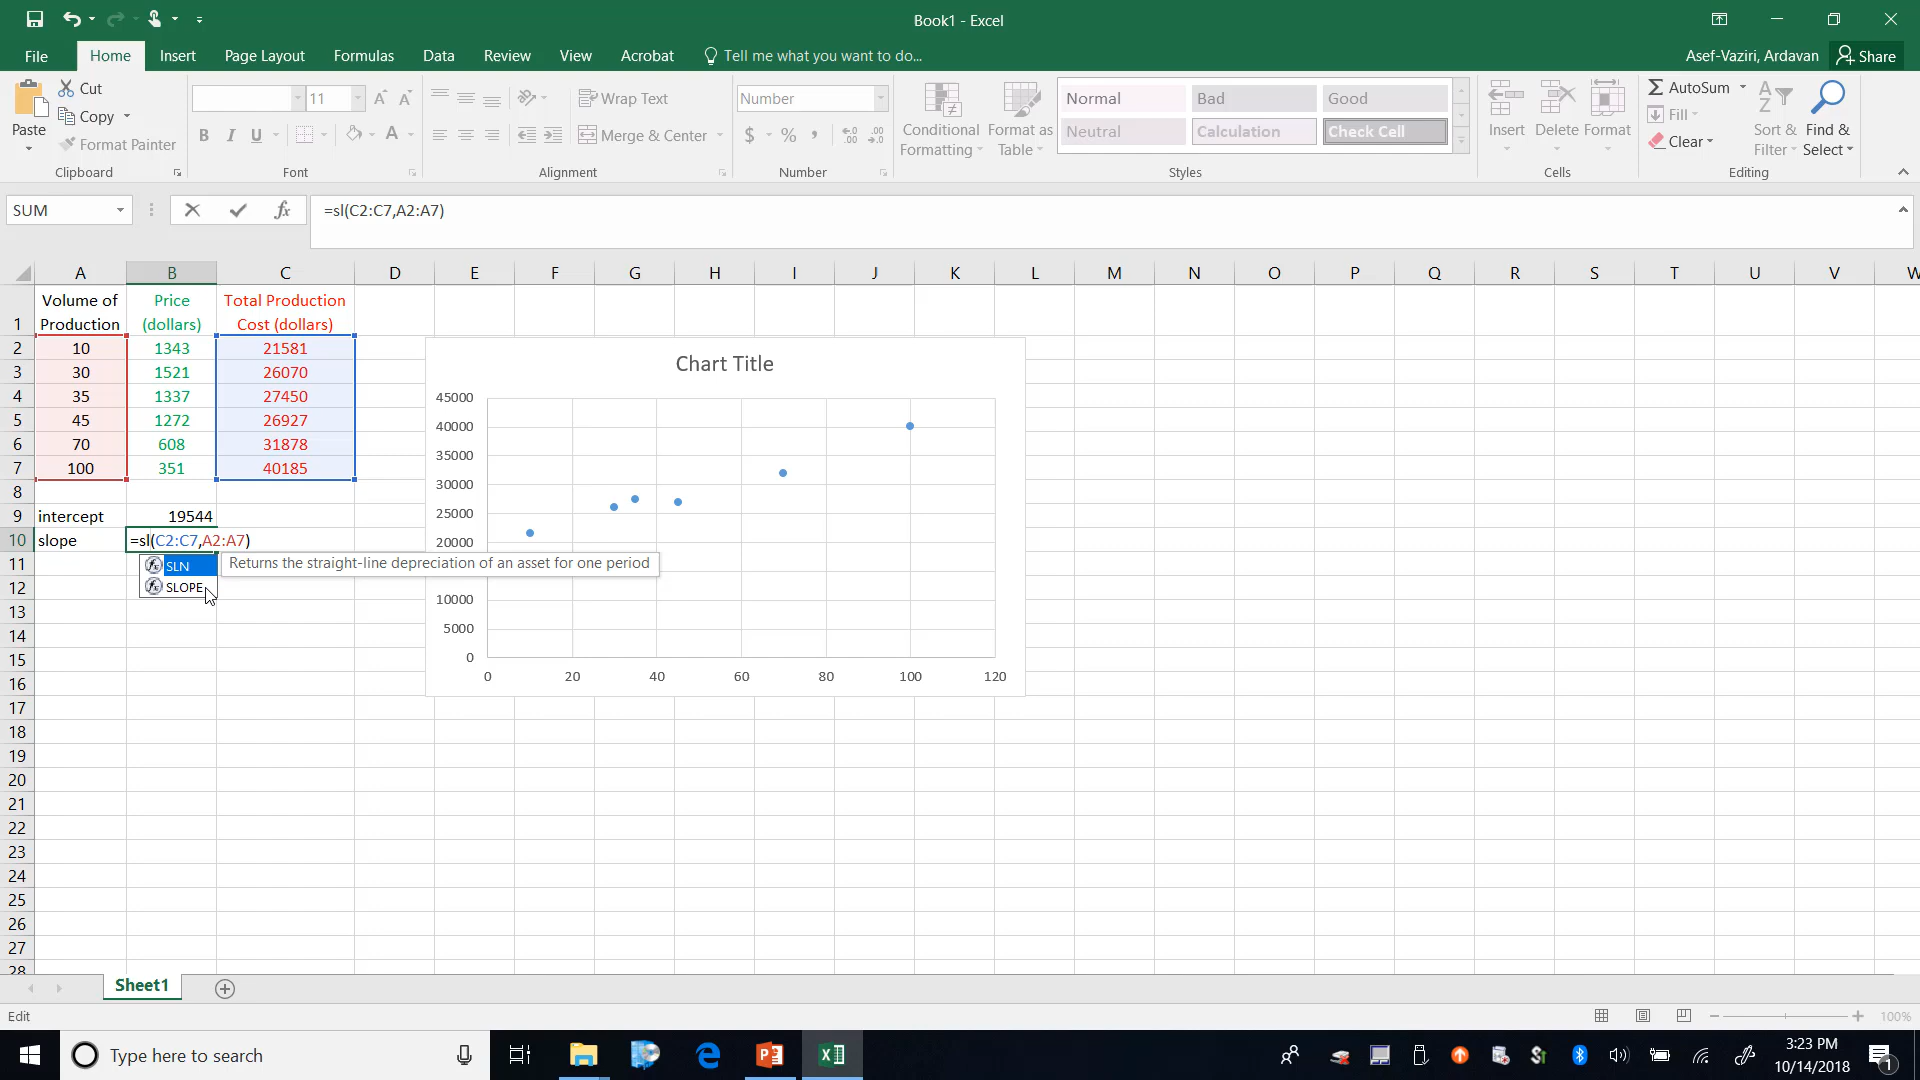 Book1 - Excel
File Home Insert Page Layout Formulas Data Review View Acrobat Tell me what you want to do... Asef-Vaziri, Ardavan Share
Paste
Cut
Copy
Format Painter
Clipboard
11
B I U A
Font
Wrap Text
Merge & Center
Alignment
Number
$ % ,
Number
Conditional Formatting
Format as Table
Normal Bad Good
Neutral Calculation Check Cell
Styles
Insert Delete Format
Cells
AutoSum
Fill
Clear
Sort & Filter
Find & Select
Editing
SUM fx =sl(C2:C7,A2:A7)
A B C D E F G H I J K L M N O P Q R S T U V W
1 Volume of Production Price (dollars) Total Production Cost (dollars)
2 10 1343 21581
3 30 1521 26070
4 35 1337 27450
5 45 1272 26927
6 70 608 31878
7 100 351 40185
8
9 intercept 19544
10 slope =sl(C2:C7,A2:A7)
11
12
13
14
15
16
17
18
19
20
21
22
23
24
25
26
27
28
SLN
SLOPE
Returns the straight-line depreciation of an asset for one period
Chart Title
45000
40000
35000
30000
25000
20000
10000
5000
0
0 20 40 60 80 100 120
Sheet1
Edit
100%
Type here to search
3:23 PM
10/14/2018
1